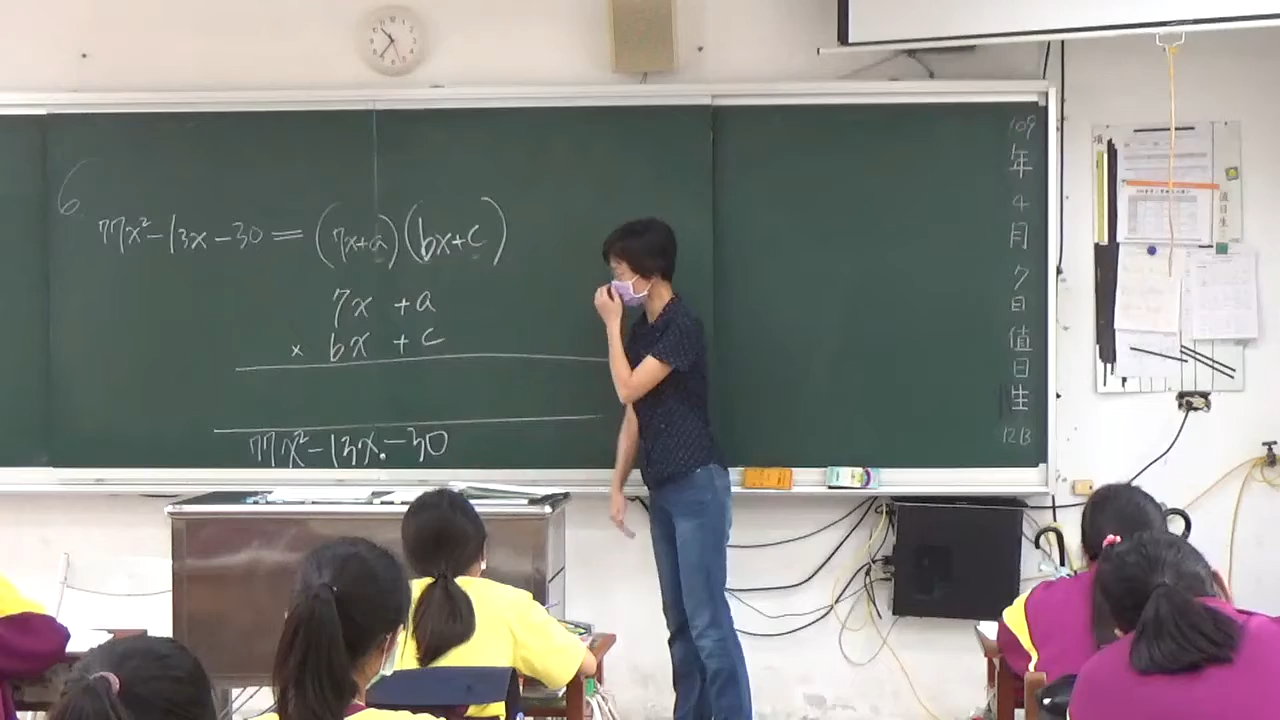 6
77x²-13x-30=(7x+a)(bx+c)
7x +a
× bx +c
77x²-13x-30
109
年
4
月
7
日
值
日
生
12 13